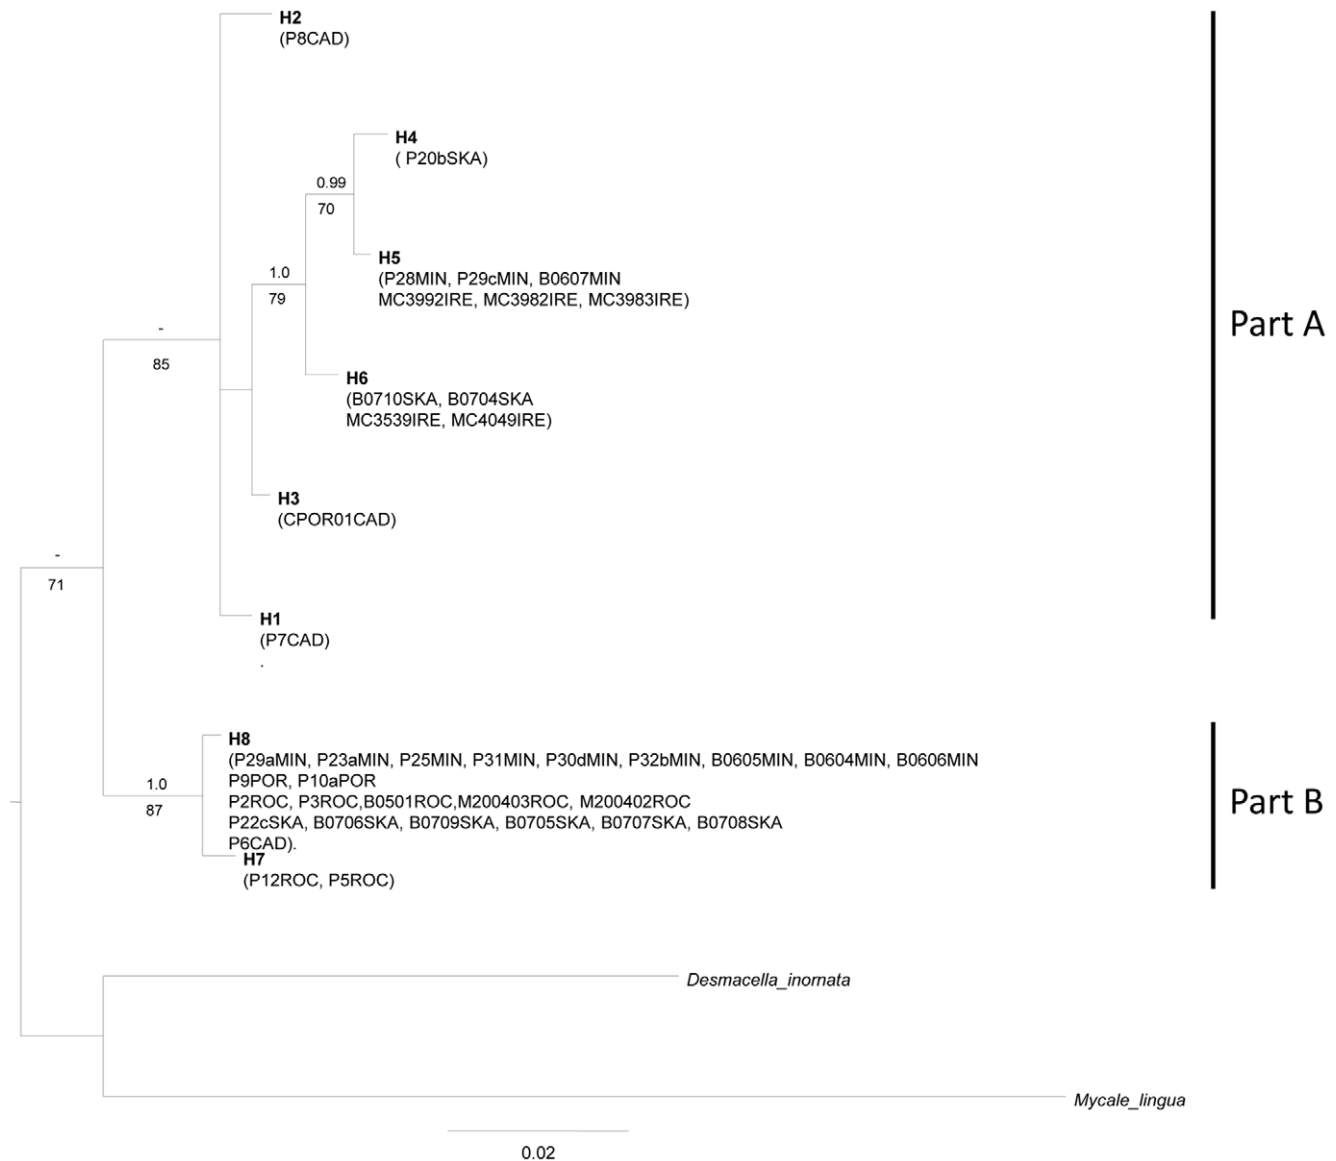 H2
(P8CAD)
H4
( P20bSKA)
0.99
70
H5
(P28MIN, P29cMIN, B0607MIN
MC3992IRE, MC3982IRE, MC3983IRE)
1.0
79
Part A
-
85
H6
(B0710SKA, B0704SKA
MC3539IRE, MC4049IRE)
H3
(CPOR01CAD)
-
71
H1
(P7CAD)
.
H8
(P29aMIN, P23aMIN, P25MIN, P31MIN, P30dMIN, P32bMIN, B0605MIN, B0604MIN, B0606MIN
P9POR, P10aPOR
P2ROC, P3ROC,B0501ROC,M200403ROC, M200402ROC
P22cSKA, B0706SKA, B0709SKA, B0705SKA, B0707SKA, B0708SKA
P6CAD).
1.0
87
Part B
H7
(P12ROC, P5ROC)
Desmacella_inornata
Mycale_lingua
0.02